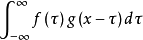 ∫_{-∞}^{∞} f(τ) g(x − τ) dτ